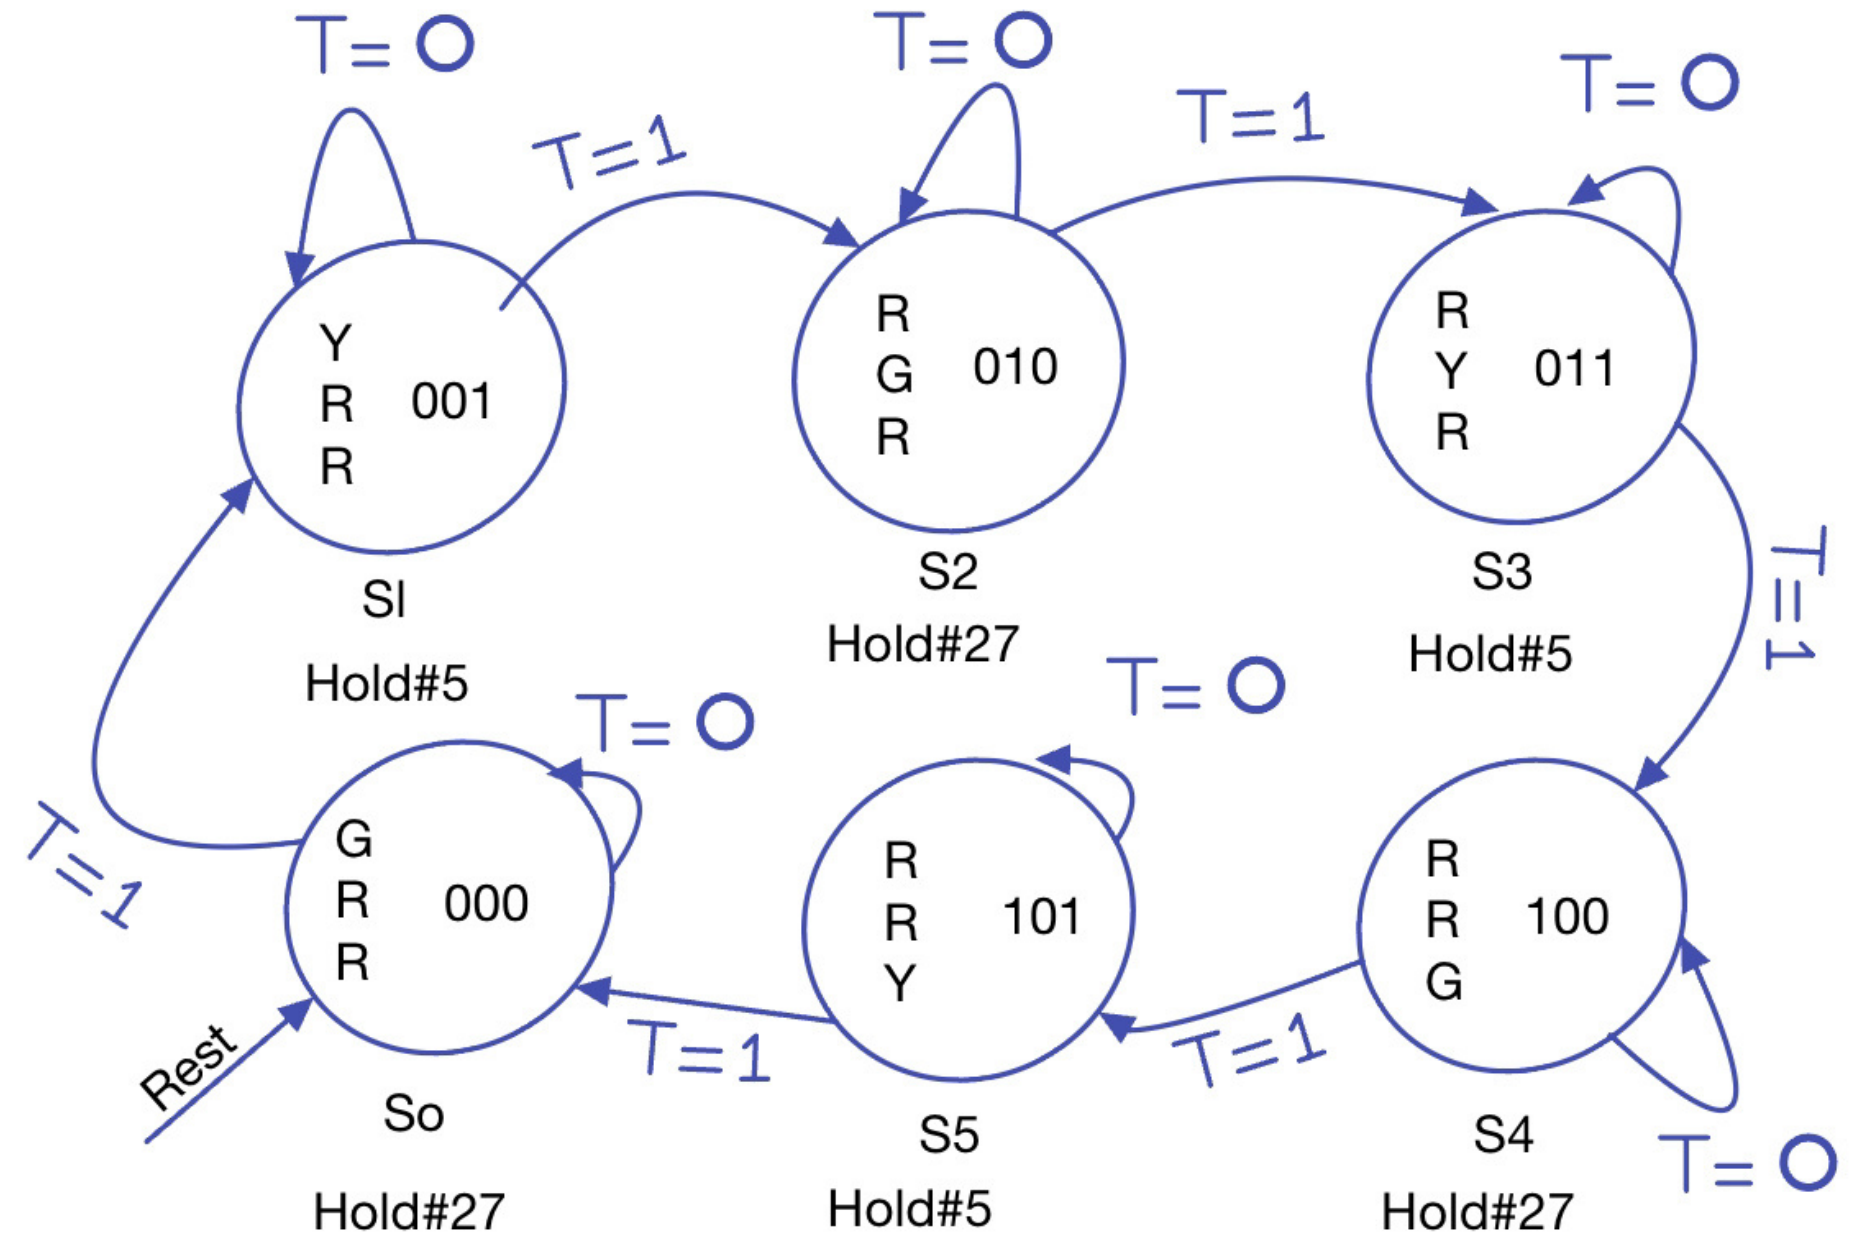 T= O
T= O
T= O
T=1
T=1
Y
R
R
001
R
G
R
010
R
Y
R
011
SI
Hold#5
S2
Hold#27
S3
Hold#5
T=1
T= O
T= O
T=1
G
R
R
000
R
R
Y
101
R
R
G
100
Rest
T=1
T=1
T= O
So
Hold#27
S5
Hold#5
S4
Hold#27